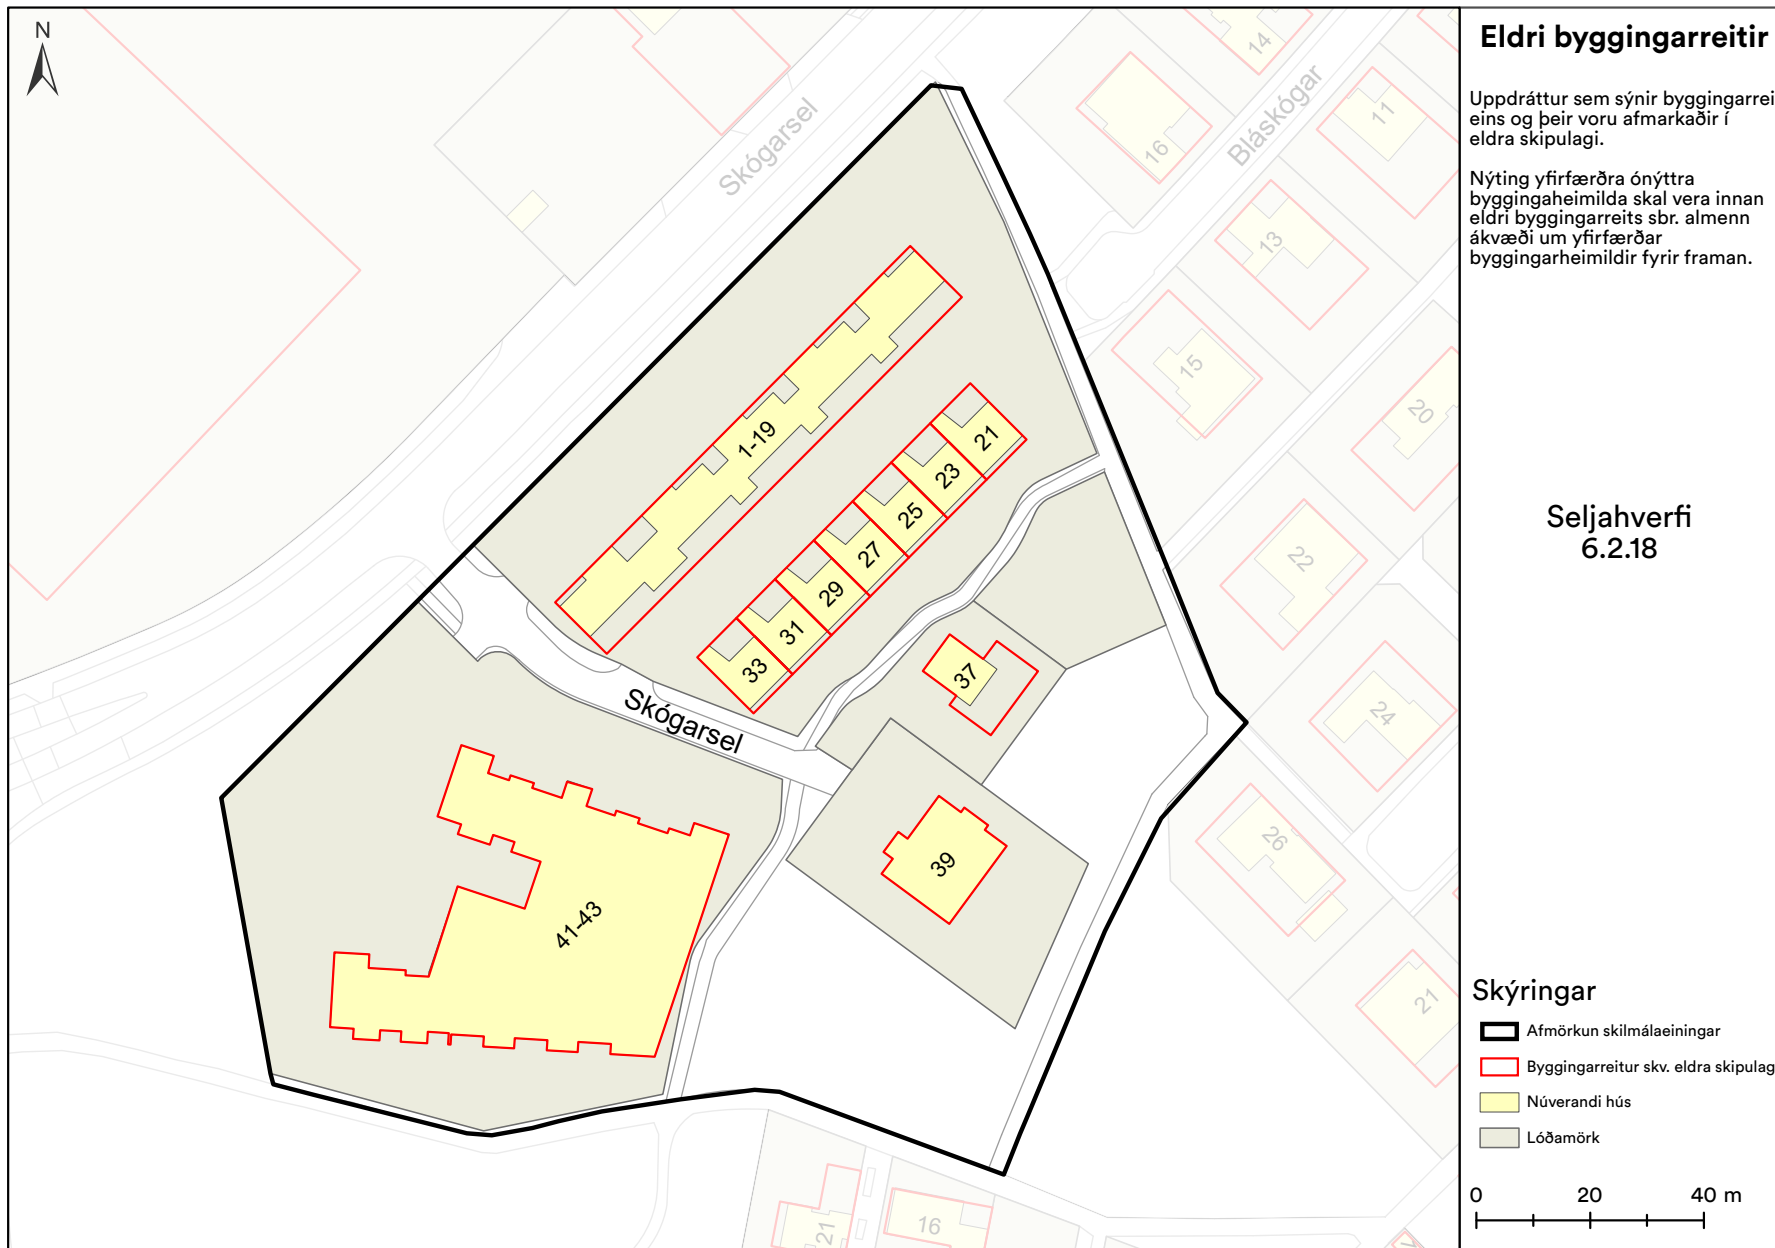 N
Eldri byggingarreitir
Uppdráttur sem sýnir byggingarrei
eins og þeir voru afmarkaðir í
eldra skipulagi.
Nýting yfirfærðra ónýttra
byggingaheimilda skal vera innan
eldri byggingarreits sbr. almenn
ákvæði um yfirfærðar
byggingarheimildir fyrir framan.
Seljahverfi
6.2.18
Skógarsel
Bláskógar
14
16
11
13
15
20
22
24
26
21
1-19
21
23
25
27
29
31
33
37
Skógarsel
39
41-43
21
16
Skýringar
Afmörkun skilmálaeiningar
Byggingarreitur skv. eldra skipulag
Núverandi hús
Lóðamörk
0 20 40 m